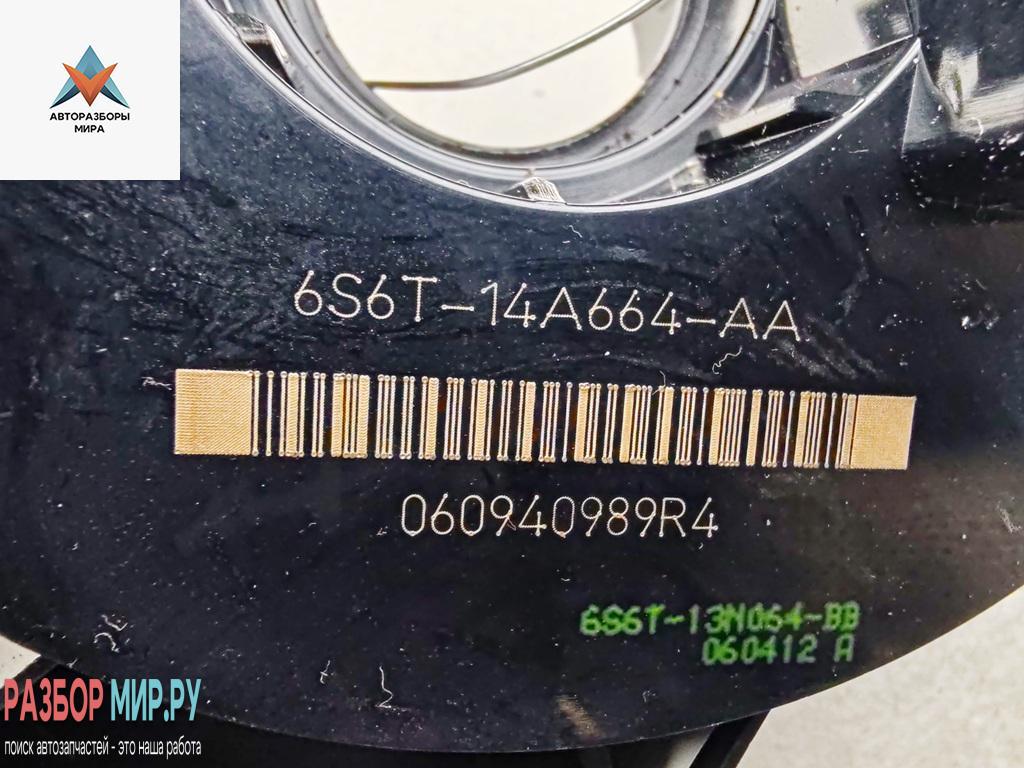 АВТОРАЗБОРЫ
МИРА
6S6T-14A664-AA
060940989R4
6S6T-13N064-BB
060412 A
РАЗБОР МИР.РУ
поиск автозапчастей - это наша работа